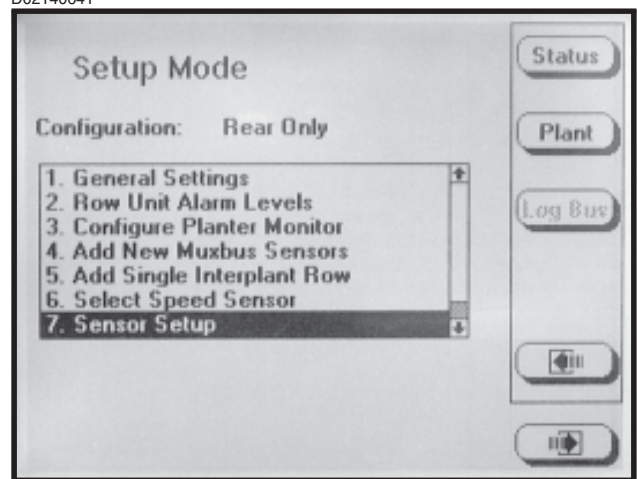 Setup Mode
Status
Configuration: Rear Only
Plant
1. General Settings
2. Row Unit Alarm Levels
3. Configure Planter Monitor
4. Add New Muxbus Sensors
5. Add Single Interplant Row
6. Select Speed Sensor
7. Sensor Setup
Log Bus